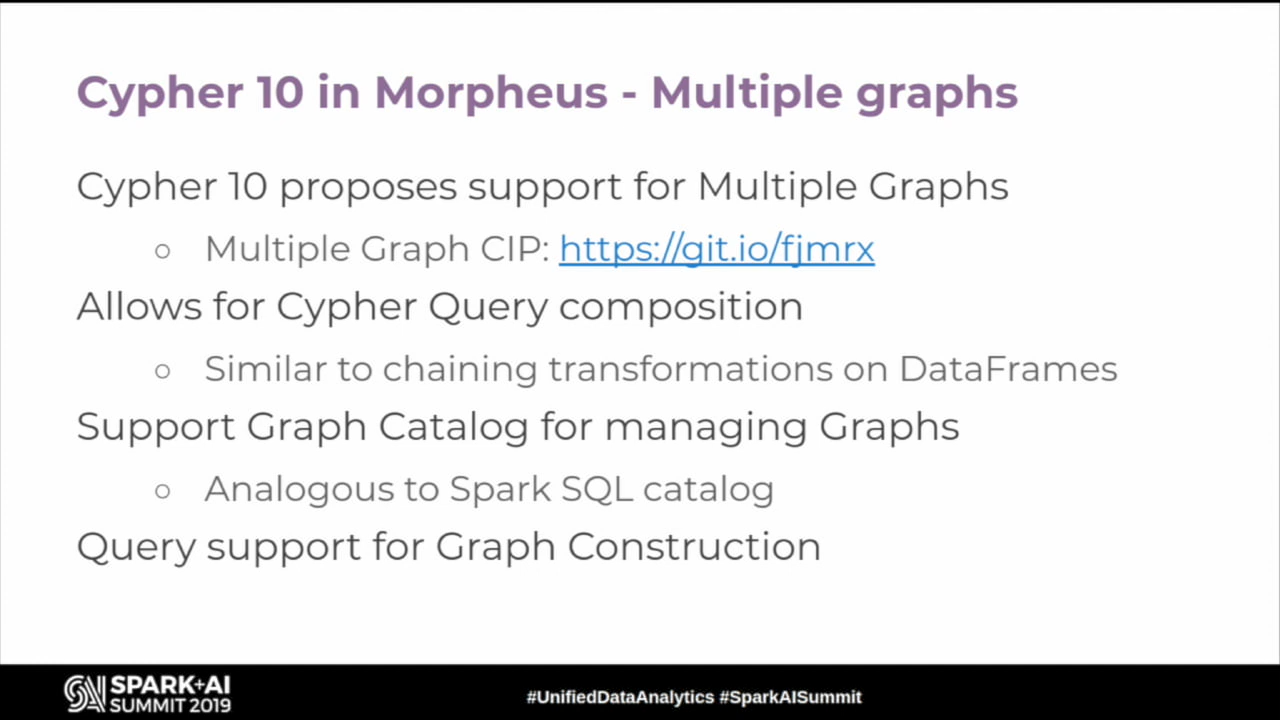 Cypher 10 in Morpheus - Multiple graphs
Cypher 10 proposes support for Multiple Graphs
○ Multiple Graph CIP: https://git.io/fjmrx
Allows for Cypher Query composition
○ Similar to chaining transformations on DataFrames
Support Graph Catalog for managing Graphs
○ Analogous to Spark SQL catalog
Query support for Graph Construction
SPARK+AI
SUMMIT 2019
#UnifiedDataAnalytics #SparkAISummit